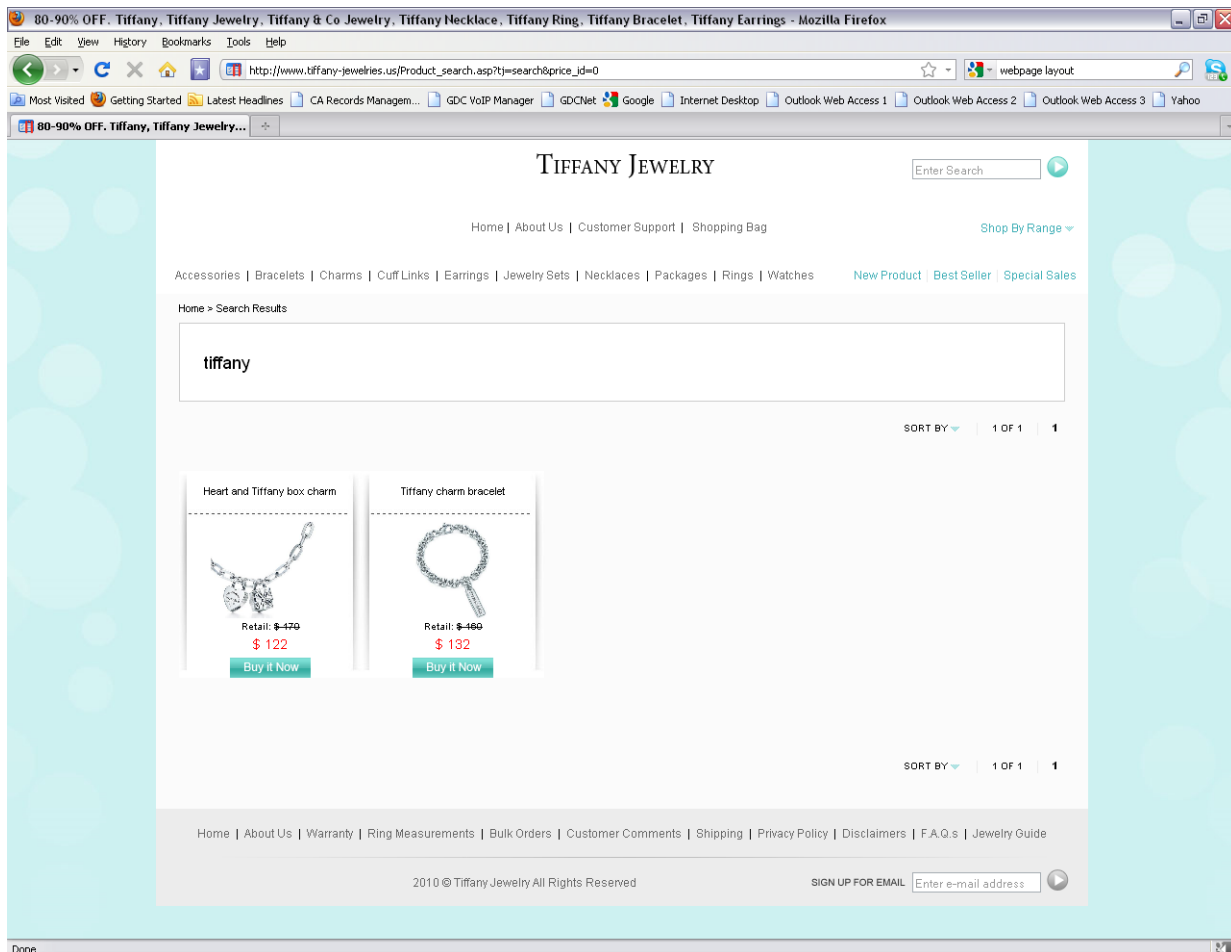 80-90% OFF. Tiffany, Tiffany Jewelry, Tiffany & Co Jewelry, Tiffany Necklace, Tiffany Ring, Tiffany Bracelet, Tiffany Earrings - Mozilla Firefox
File Edit View History Bookmarks Tools Help
http://www.tiffany-jewelries.us/Product_search.asp?tj=search&price_id=0 webpage layout
Most Visited Getting Started Latest Headlines CA Records Managem... GDC VoIP Manager GDCNet Google Internet Desktop Outlook Web Access 1 Outlook Web Access 2 Outlook Web Access 3 Yahoo
80-90% OFF. Tiffany, Tiffany Jewelry...
TIFFANY JEWELRY
Enter Search
Home | About Us | Customer Support | Shopping Bag
Shop By Range
Accessories | Bracelets | Charms | Cuff Links | Earrings | Jewelry Sets | Necklaces | Packages | Rings | Watches
New Product | Best Seller | Special Sales
Home > Search Results
tiffany
SORT BY 1 OF 1 1
Heart and Tiffany box charm
Retail: $ 470
$ 122
Buy it Now
Tiffany charm bracelet
Retail: $ 460
$ 132
Buy it Now
SORT BY 1 OF 1 1
Home | About Us | Warranty | Ring Measurements | Bulk Orders | Customer Comments | Shipping | Privacy Policy | Disclaimers | F.A.Q.s | Jewelry Guide
2010 © Tiffany Jewelry All Rights Reserved
SIGN UP FOR EMAIL Enter e-mail address
Done